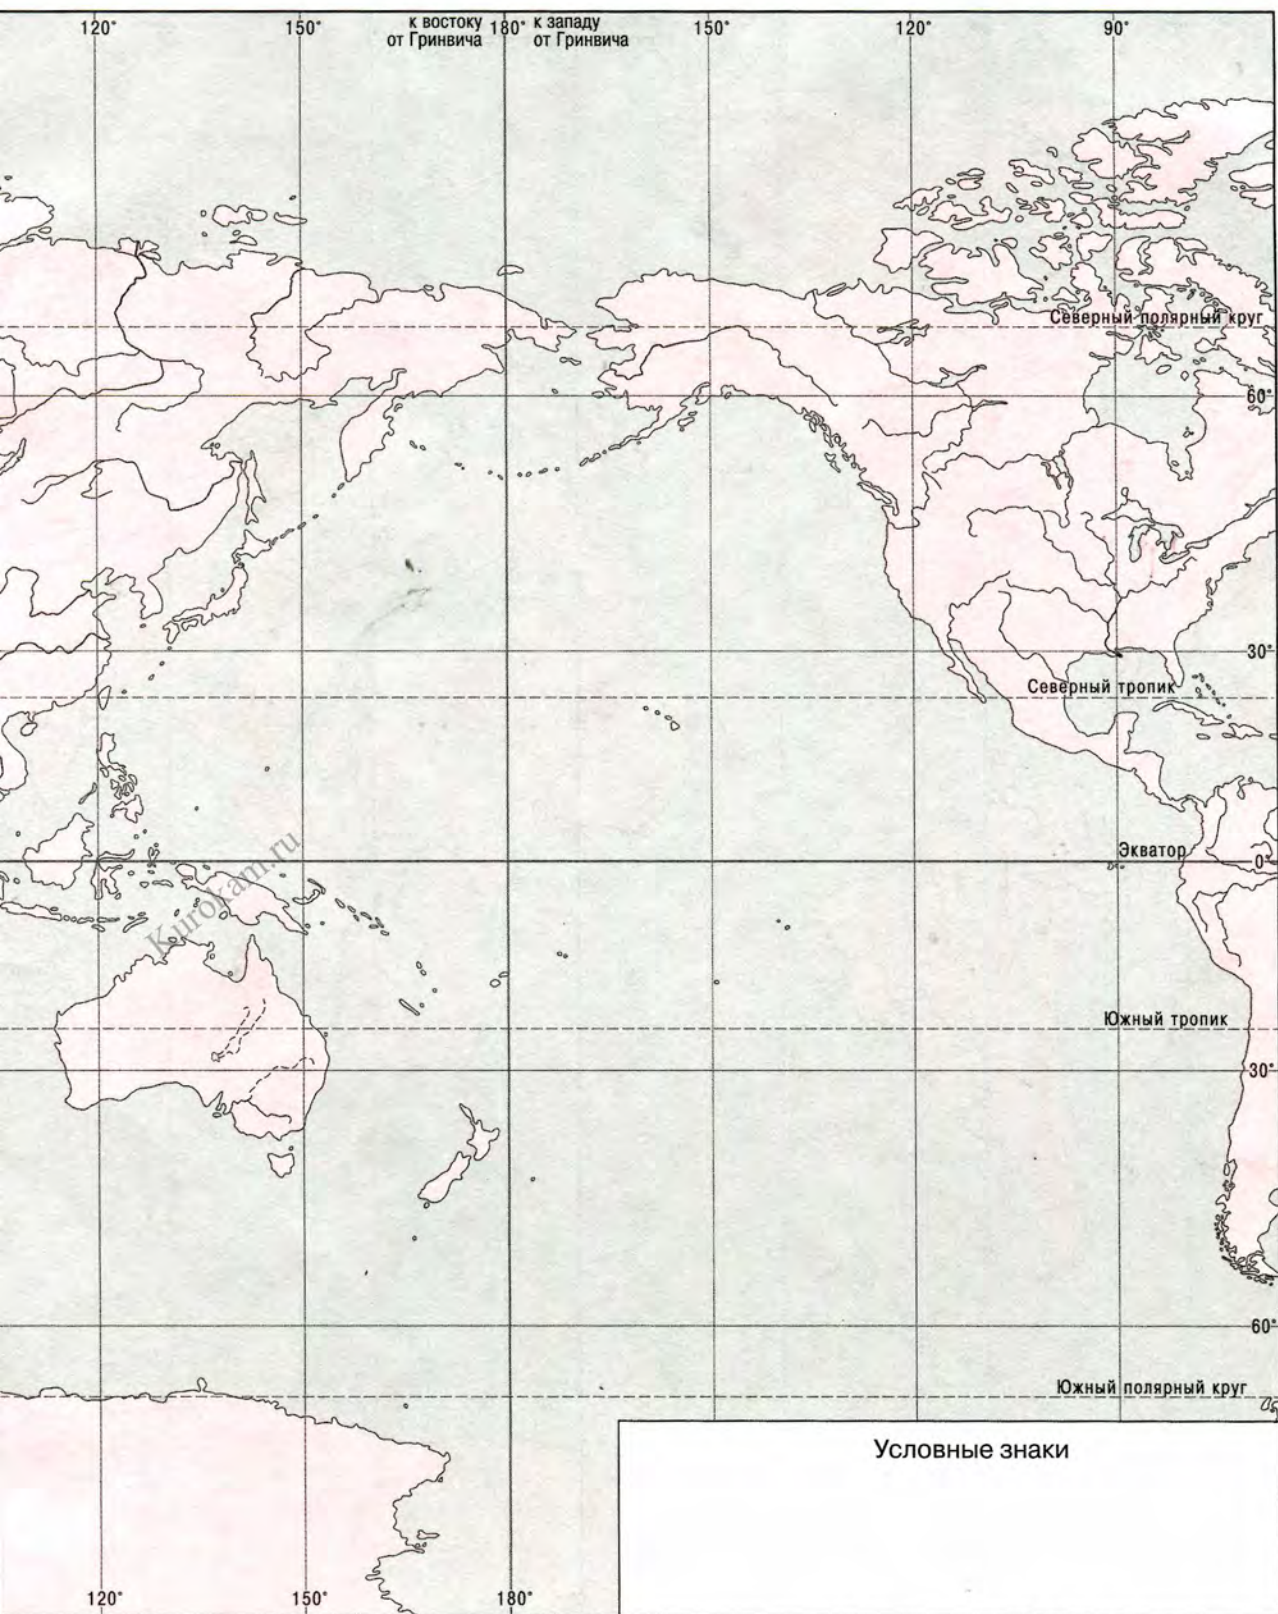 120° 150° к востоку 180° к западу 150° 120° 90°
от Гринвича от Гринвича
Северный полярный круг
60°
30°
Северный тропик
Экватор
0°
Kurokam.ru
Южный тропик
30°
60°
Южный полярный круг
Условные знаки
120° 150° 180°